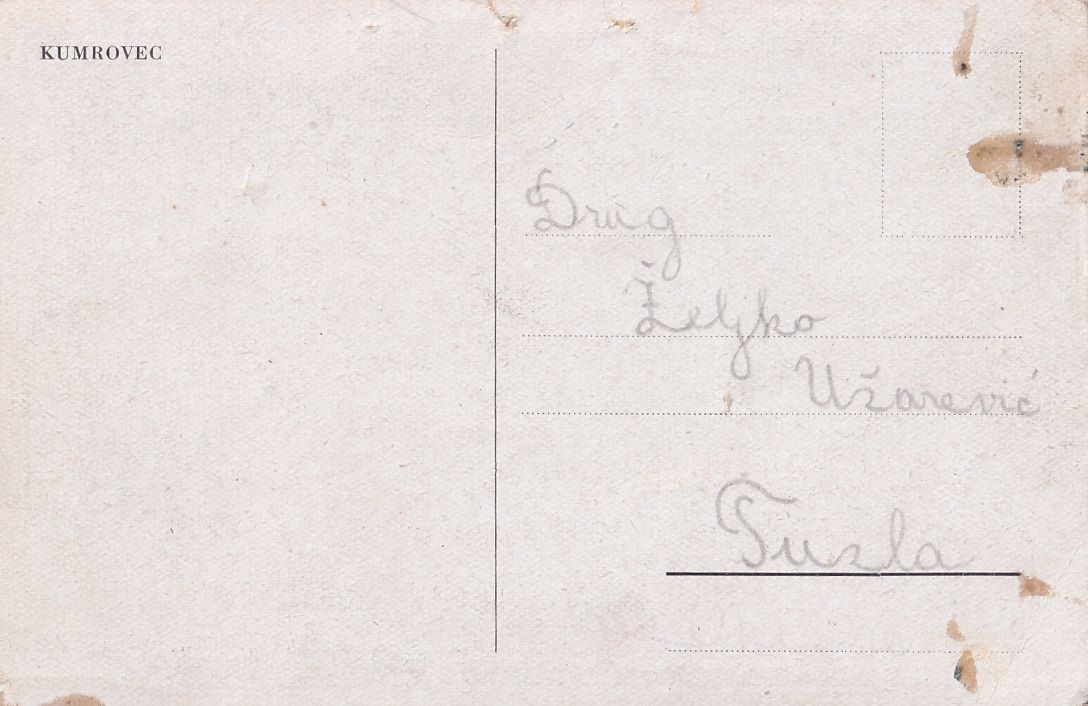 KUMROVEC
Drug
Željko
Užarević
Tuzla